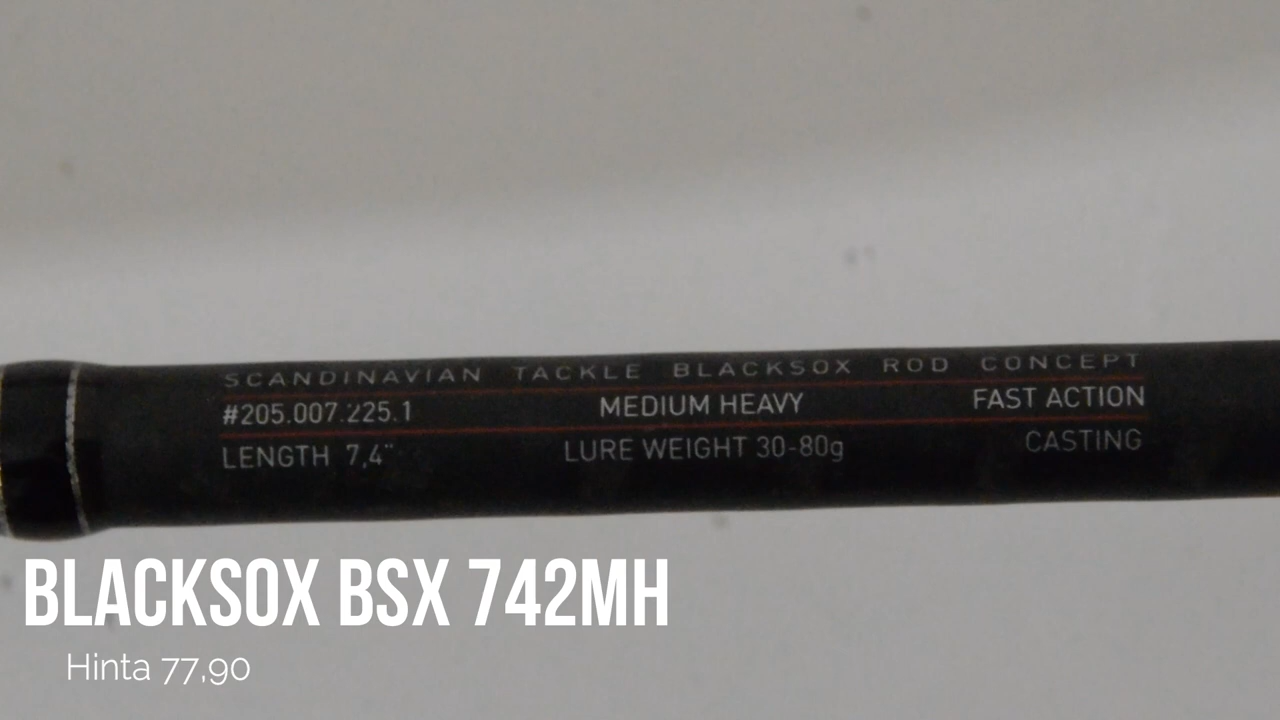 SCANDINAVIAN TACKLE BLACKSOX ROD CONCEPT
#205.007.225.1 MEDIUM HEAVY FAST ACTION
LENGTH 7,4" LURE WEIGHT 30-80g CASTING
BLACKSOX BSX 742MH
Hinta 77,90